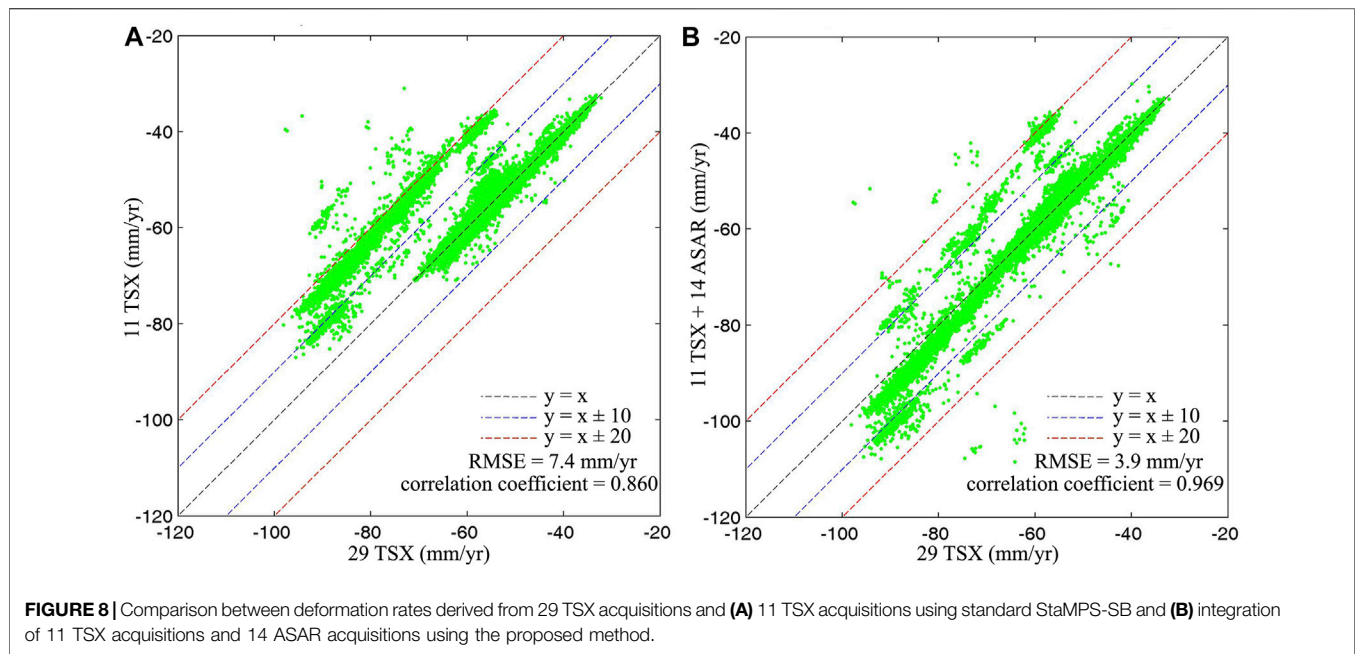 A
-20
-40
-60
-80
-100
-120
11 TSX (mm/yr)
y = x
y = x ± 10
y = x ± 20
RMSE = 7.4 mm/yr
correlation coefficient = 0.860
-120 -100 -80 -60 -40 -20
29 TSX (mm/yr)
B
-20
-40
-60
-80
-100
-120
11 TSX + 14 ASAR (mm/yr)
y = x
y = x ± 10
y = x ± 20
RMSE = 3.9 mm/yr
correlation coefficient = 0.969
-120 -100 -80 -60 -40 -20
29 TSX (mm/yr)
FIGURE 8 | Comparison between deformation rates derived from 29 TSX acquisitions and (A) 11 TSX acquisitions using standard StaMPS-SB and (B) integration
of 11 TSX acquisitions and 14 ASAR acquisitions using the proposed method.